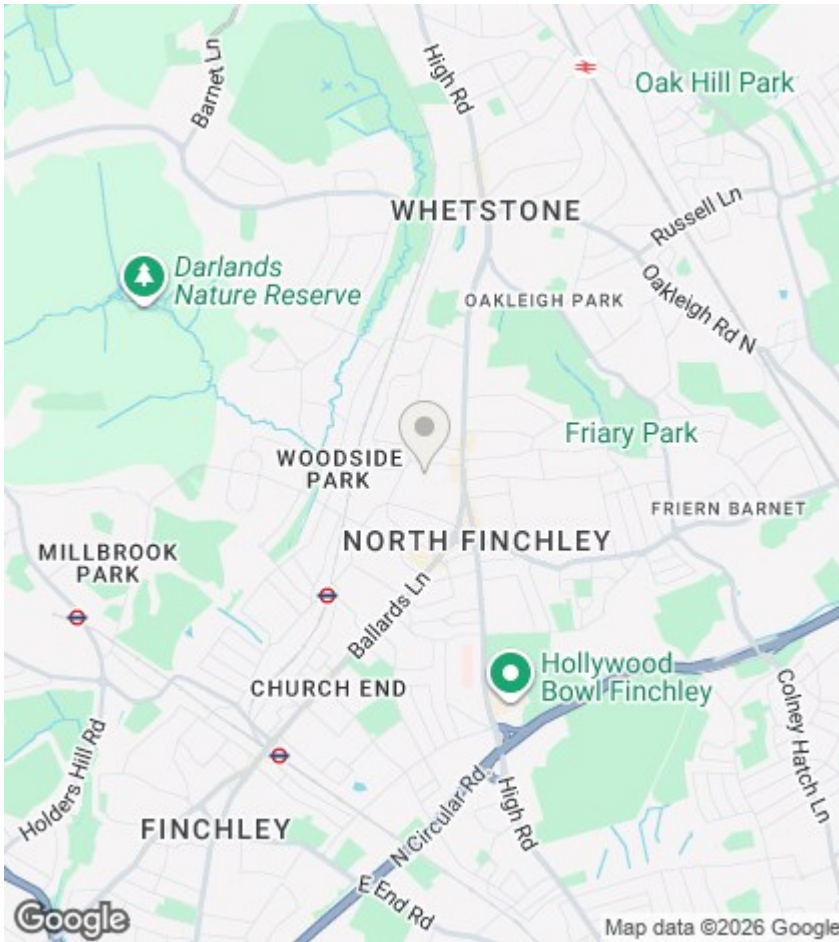 Barnet Ln
High Rd
Oak Hill Park
WHETSTONE
Russell Ln
Darlands
Nature Reserve
OAKLEIGH PARK
Oakleigh Rd N
Friary Park
WOODSIDE
PARK
FRIERN BARNET
NORTH FINCHLEY
MILLBROOK
PARK
Ballards Ln
Hollywood
Bowl Finchley
CHURCH END
Colney Hatch Ln
Holders Hill Rd
N Circular Rd
High Rd
FINCHLEY
E End Rd
Google
Map data ©2026 Google